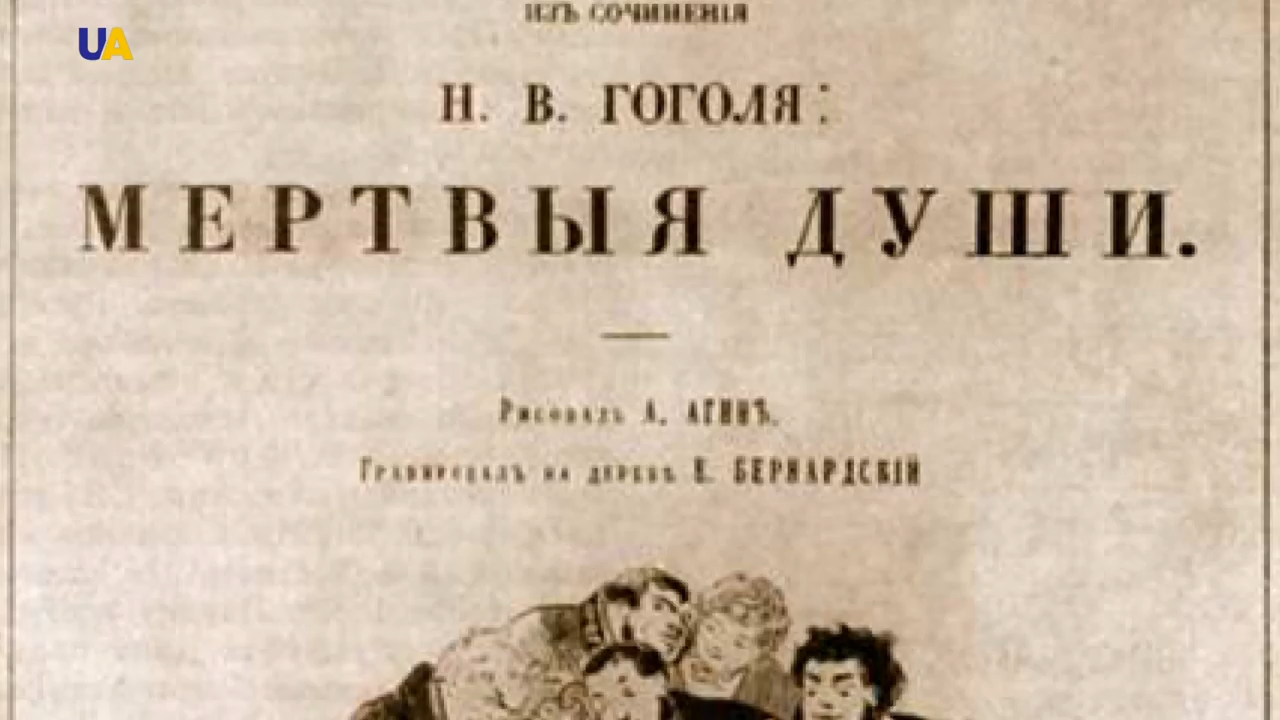 UA
ИЗЪ СОЧИНЕНІЯ
Н. В. ГОГОЛЯ:
МЕРТВЫЯ ДУШИ.
Рисовалъ А. АГИНЪ.
Гравировалъ на деревѣ Е. БЕРНАРДСКІЙ